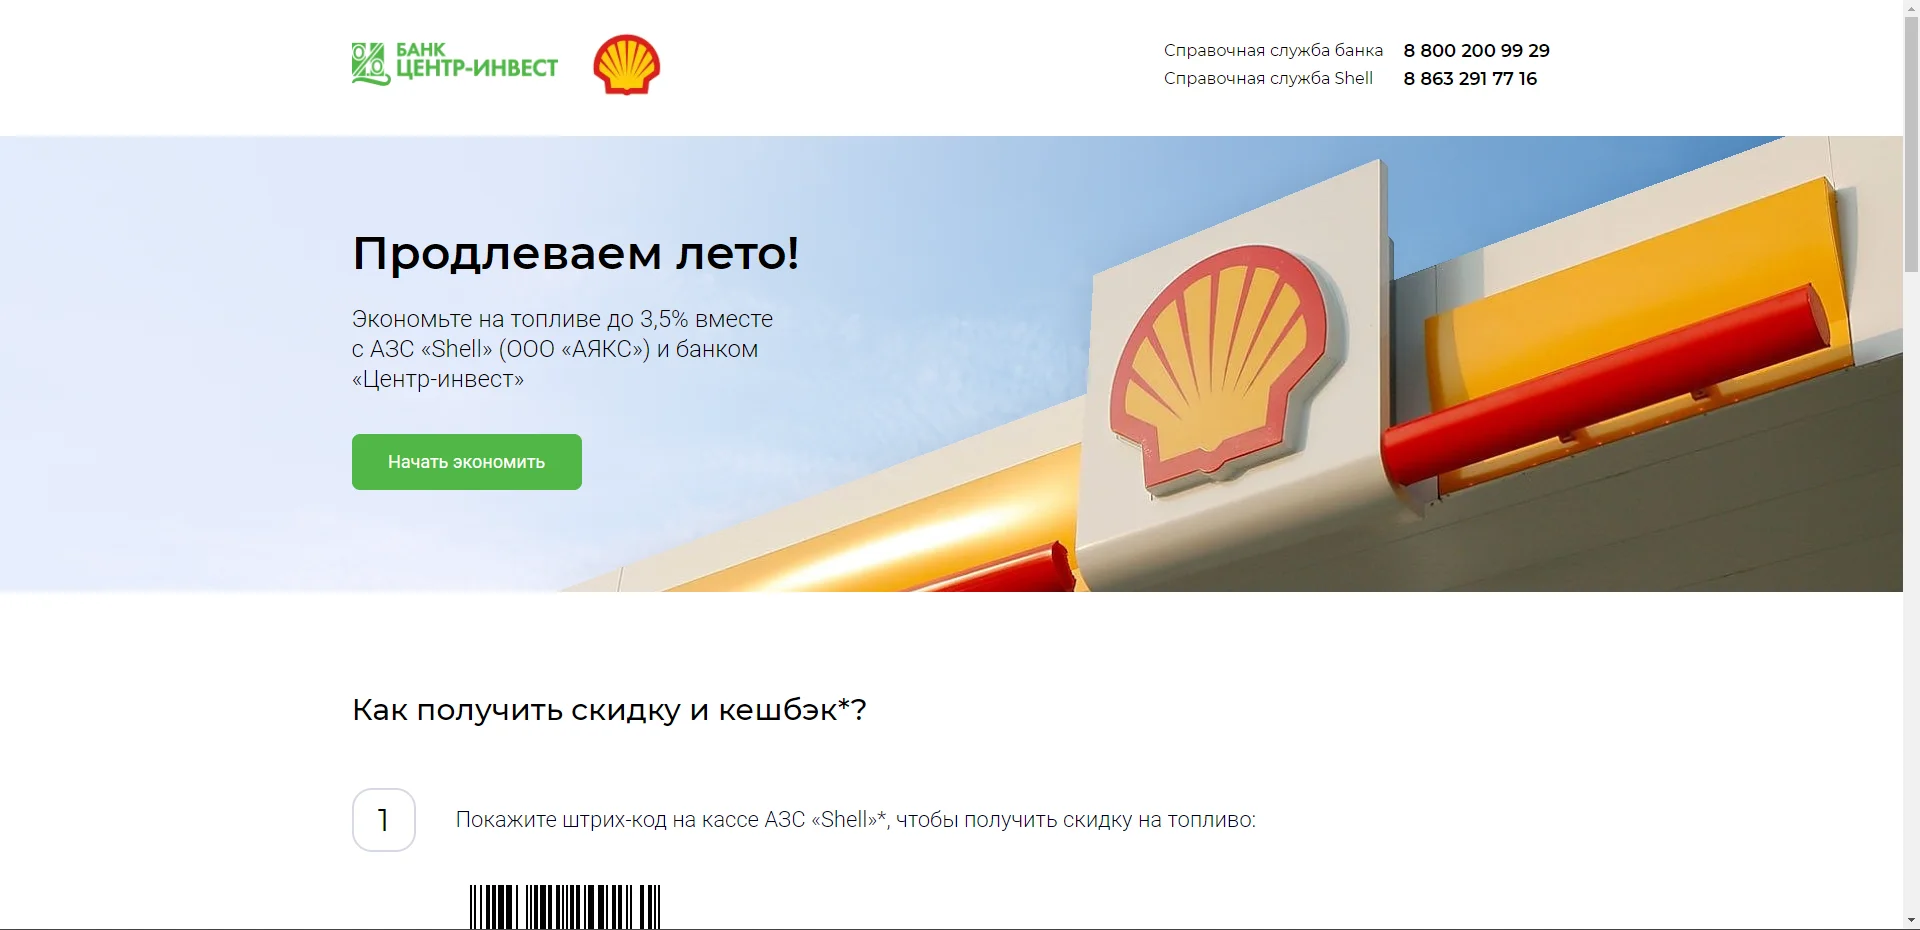 БАНК
ЦЕНТР-ИНВЕСТ
Справочная служба банка 8 800 200 99 29
Справочная служба Shell 8 863 291 77 16
Продлеваем лето!
Экономьте на топливе до 3,5% вместе
с АЗС «Shell» (ООО «АЯКС») и банком
«Центр-инвест»
Начать экономить
Как получить скидку и кешбэк*?
1
Покажите штрих-код на кассе АЗС «Shell»*, чтобы получить скидку на топливо: